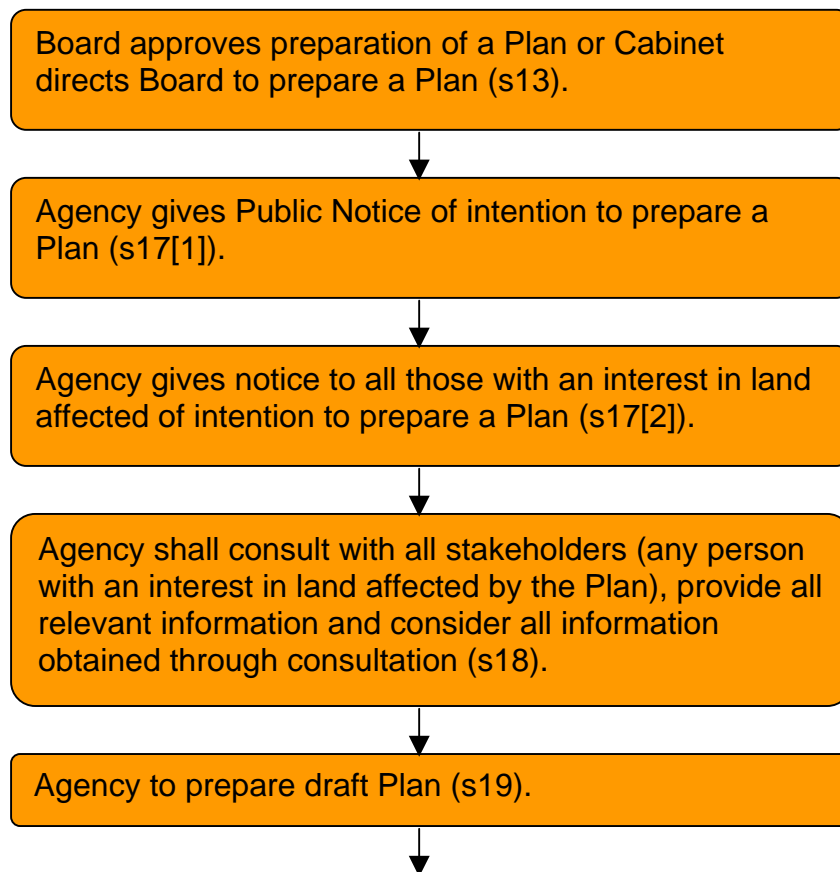 Board approves preparation of a Plan or Cabinet
directs Board to prepare a Plan (s13).
Agency gives Public Notice of intention to prepare a
Plan (s17[1]).
Agency gives notice to all those with an interest in land
affected of intention to prepare a Plan (s17[2]).
Agency shall consult with all stakeholders (any person
with an interest in land affected by the Plan), provide all
relevant information and consider all information
obtained through consultation (s18).
Agency to prepare draft Plan (s19).